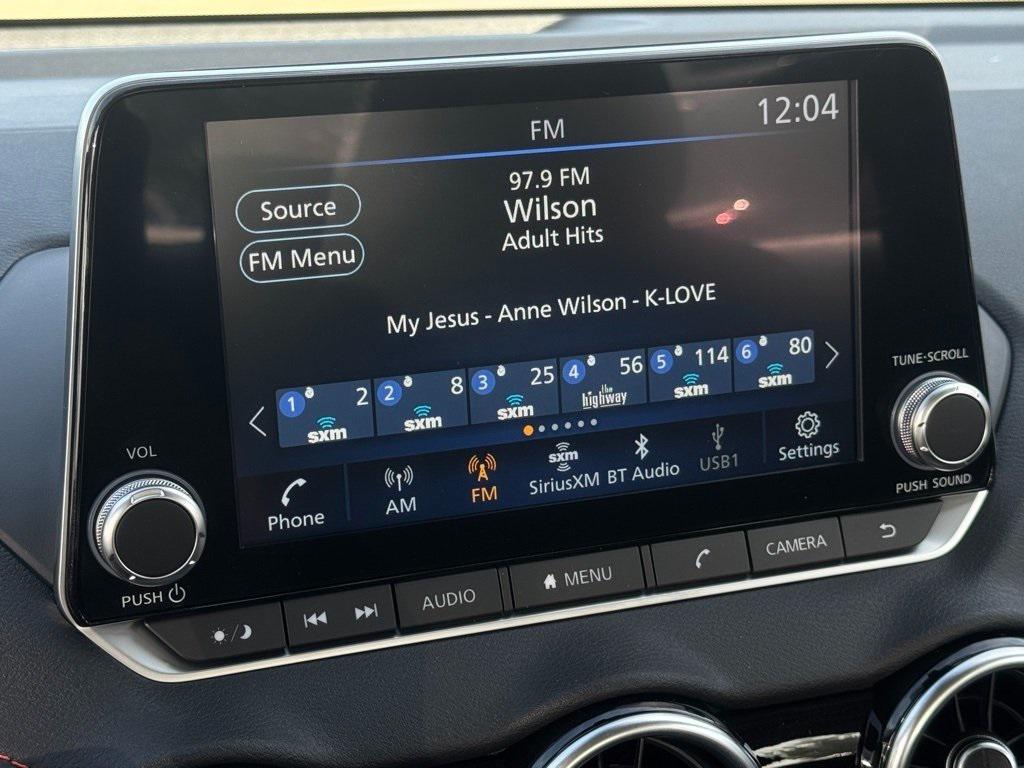 FM
12:04
97.9 FM
Source
Wilson
Adult Hits
FM Menu
My Jesus - Anne Wilson - K-LOVE
1 2 sxm
2 8 sxm
3 25 sxm
4 56 the highway
5 114 sxm
6 80 sxm
TUNE·SCROLL
VOL
Phone
AM
FM
sxm
SiriusXM
BT Audio
USB1
Settings
PUSH SOUND
PUSH
AUDIO
MENU
CAMERA